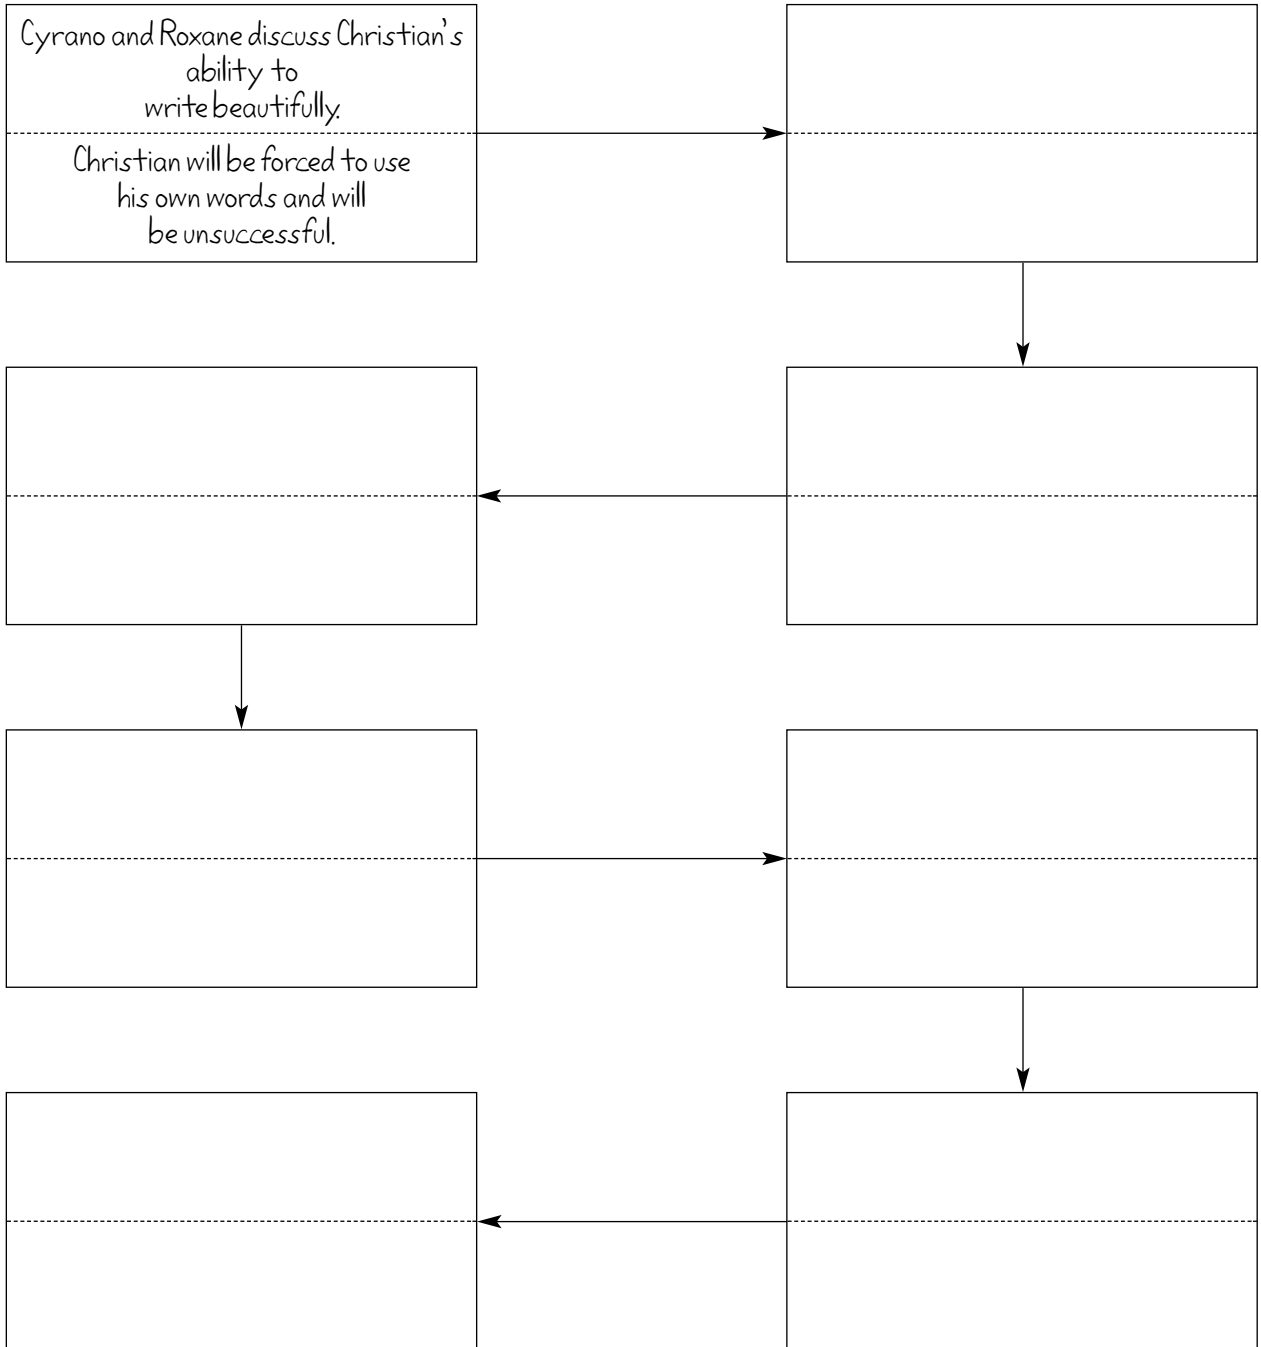 Cyrano and Roxane discuss Christian's
ability to
write beautifully.
Christian will be forced to use
his own words and will
be unsuccessful.